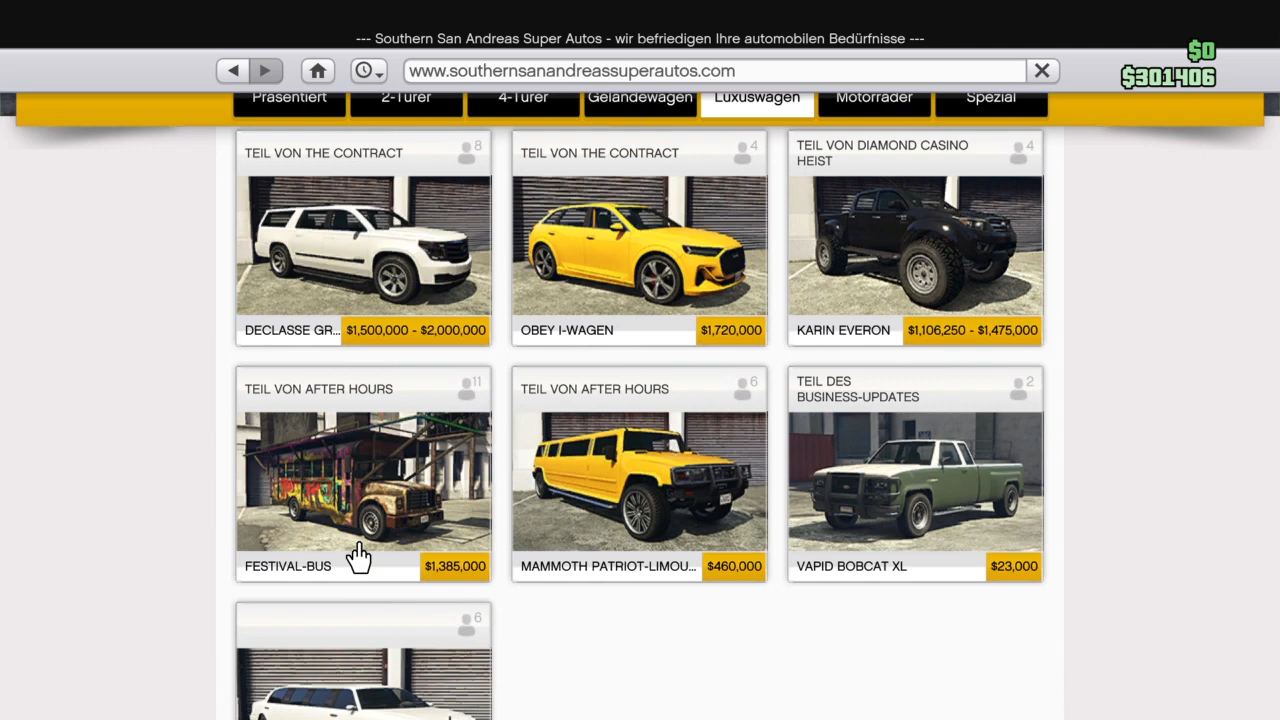 --- Southern San Andreas Super Autos - wir befriedigen Ihre automobilen Bedürfnisse ---
$0
www.southernsanandreassuperautos.com
$301406
Präsentiert
2-Türer
4-Türer
Geländewagen
Luxuswagen
Motorräder
Spezial
TEIL VON THE CONTRACT
8
TEIL VON THE CONTRACT
4
TEIL VON DIAMOND CASINO
HEIST
4
DECLASSE GR... $1,500,000 - $2,000,000
OBEY I-WAGEN $1,720,000
KARIN EVERON $1,106,250 - $1,475,000
TEIL VON AFTER HOURS
11
TEIL VON AFTER HOURS
6
TEIL DES
BUSINESS-UPDATES
2
FESTIVAL-BUS $1,385,000
MAMMOTH PATRIOT-LIMOU... $460,000
VAPID BOBCAT XL $23,000
6